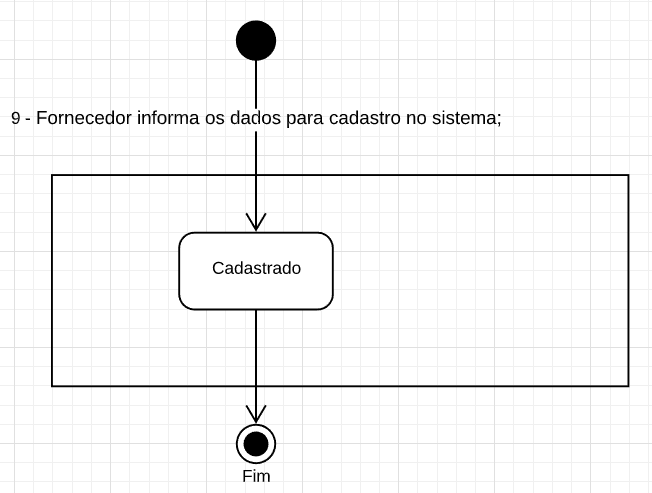 9 - Fornecedor informa os dados para cadastro no sistema;
Cadastrado
Fim